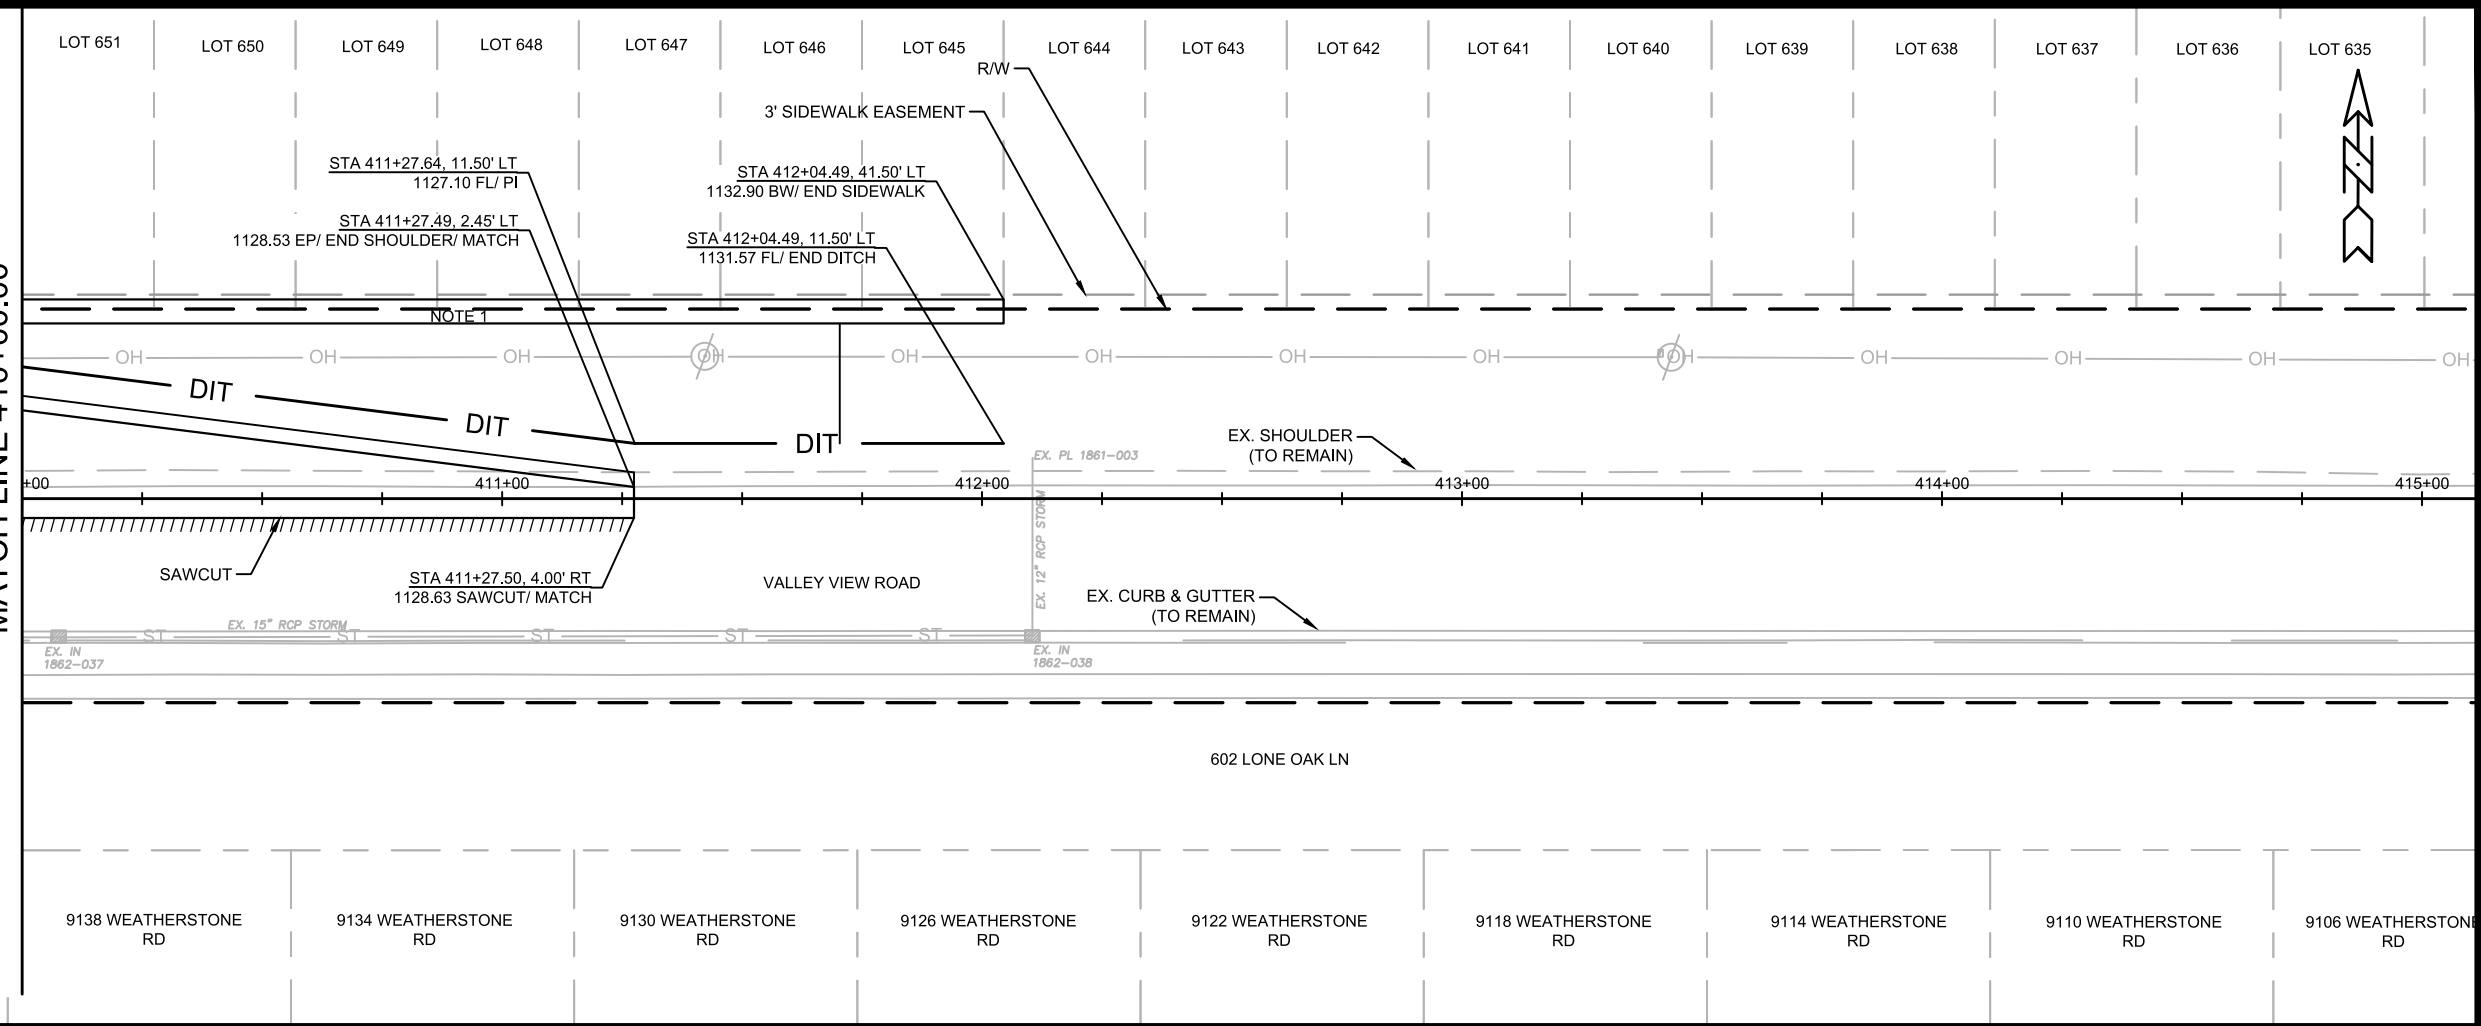 LOT 651
LOT 650
LOT 649
LOT 648
LOT 647
LOT 646
LOT 645
LOT 644
LOT 643
LOT 642
LOT 641
LOT 640
LOT 639
LOT 638
LOT 637
LOT 636
LOT 635
R/W
3' SIDEWALK EASEMENT
STA 411+27.64, 11.50' LT
1127.10 FL/ PI
STA 412+04.49, 41.50' LT
1132.90 BW/ END SIDEWALK
STA 411+27.49, 2.45' LT
1128.53 EP/ END SHOULDER/ MATCH
STA 412+04.49, 11.50' LT
1131.57 FL/ END DITCH
N
NOTE 1
OH
OH
OH
OH
OH
OH
OH
OH
OH
OH
OH
OH
OH
DIT
DIT
DIT
EX. SHOULDER
(TO REMAIN)
EX. PL 1861-003
+00
411+00
412+00
413+00
414+00
415+00
EX. 12" RCP STORM
SAWCUT
STA 411+27.50, 4.00' RT
1128.63 SAWCUT/ MATCH
VALLEY VIEW ROAD
EX. CURB & GUTTER
(TO REMAIN)
EX. 15" RCP STORM
ST
ST
ST
ST
ST
EX. IN
1862-037
EX. IN
1862-038
602 LONE OAK LN
9138 WEATHERSTONE
RD
9134 WEATHERSTONE
RD
9130 WEATHERSTONE
RD
9126 WEATHERSTONE
RD
9122 WEATHERSTONE
RD
9118 WEATHERSTONE
RD
9114 WEATHERSTONE
RD
9110 WEATHERSTONE
RD
9106 WEATHERSTONE
RD